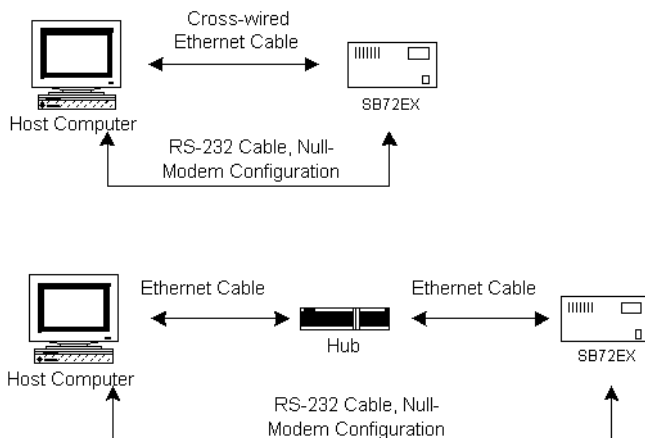 Cross-wired
Ethernet Cable
SB72EX
Host Computer
RS-232 Cable, Null-
Modem Configuration
Ethernet Cable
Ethernet Cable
Hub
SB72EX
Host Computer
RS-232 Cable, Null-
Modem Configuration